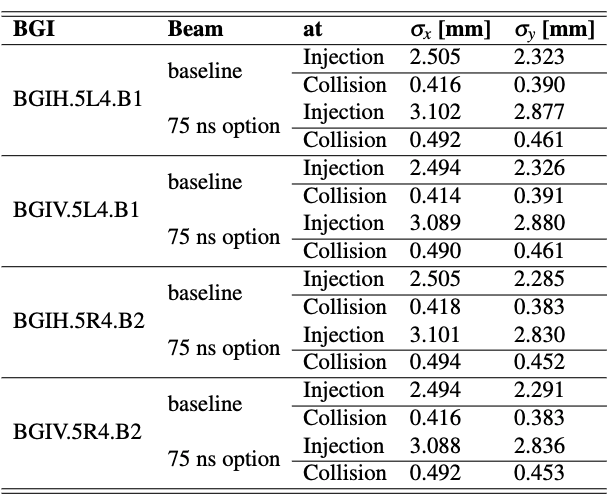 BGI Beam at σx [mm] σy [mm]
BGIH.5L4.B1 baseline Injection 2.505 2.323
Collision 0.416 0.390
75 ns option Injection 3.102 2.877
Collision 0.492 0.461
BGIV.5L4.B1 baseline Injection 2.494 2.326
Collision 0.414 0.391
75 ns option Injection 3.089 2.880
Collision 0.490 0.461
BGIH.5R4.B2 baseline Injection 2.505 2.285
Collision 0.418 0.383
75 ns option Injection 3.101 2.830
Collision 0.494 0.452
BGIV.5R4.B2 baseline Injection 2.494 2.291
Collision 0.416 0.383
75 ns option Injection 3.088 2.836
Collision 0.492 0.453